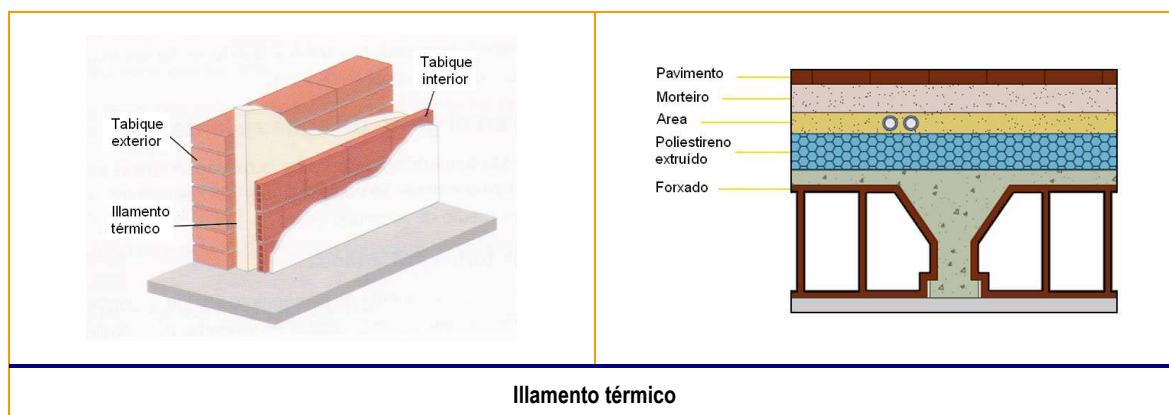 Tabique
interior
Tabique
exterior
Illamento
térmico
Pavimento
Morteiro
Area
Poliestireno
extruído
Forxado
Illamento térmico